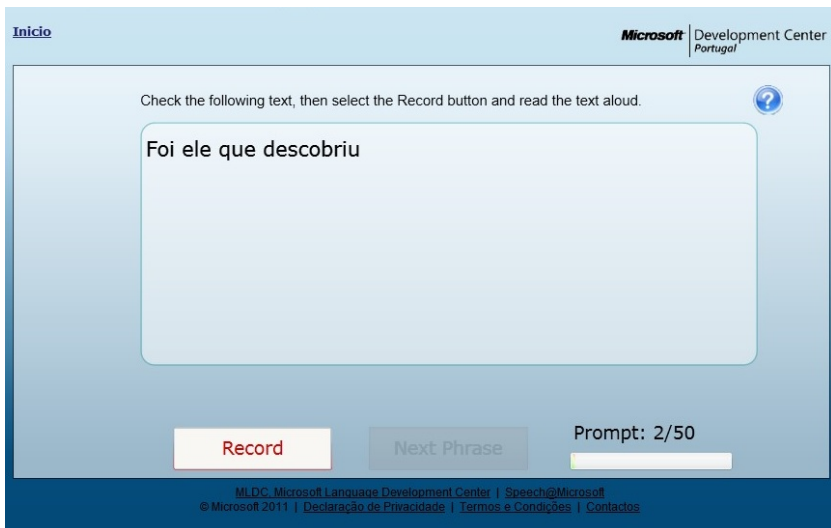 Inicio
Microsoft Development Center
Portugal
Check the following text, then select the Record button and read the text aloud.
?
Foi ele que descobriu
Record
Next Phrase
Prompt: 2/50
MLDC, Microsoft Language Development Center | Speech@Microsoft
© Microsoft 2011 | Declaração de Privacidade | Termos e Condições | Contactos